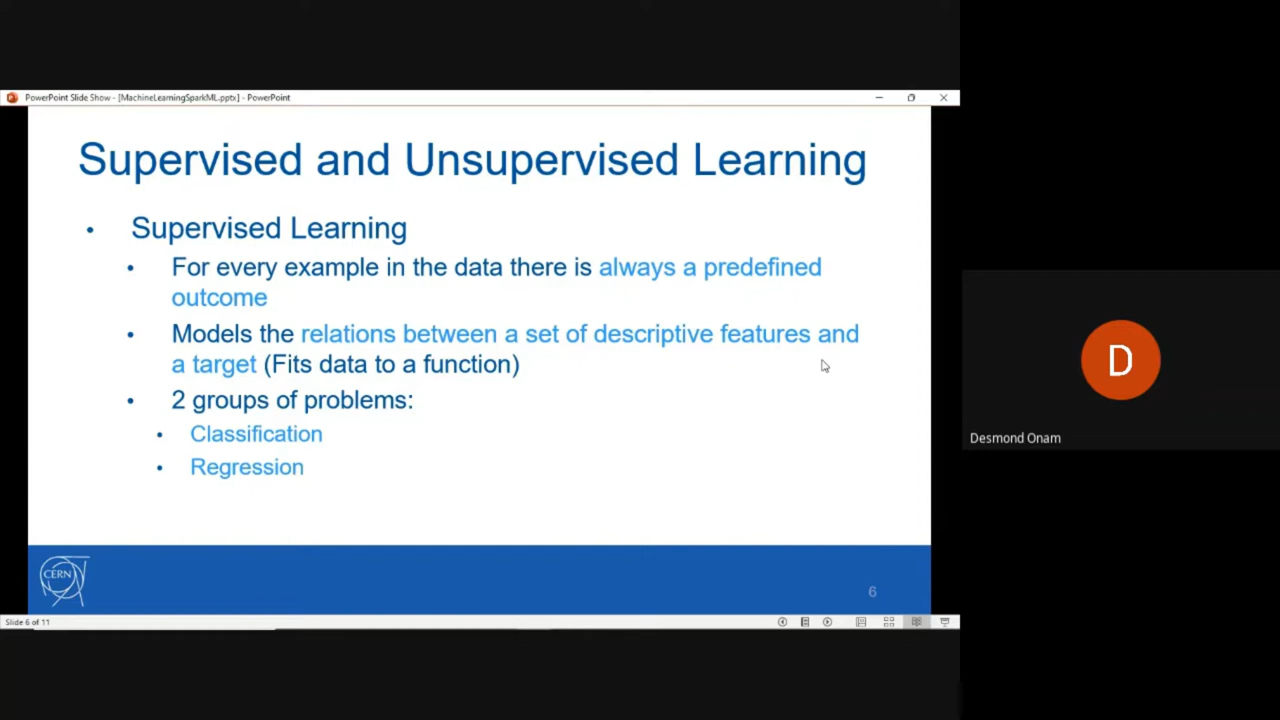 PowerPoint Slide Show - [MachineLearningSparkML.pptx] - PowerPoint
Supervised and Unsupervised Learning
• Supervised Learning
• For every example in the data there is always a predefined
outcome
• Models the relations between a set of descriptive features and
a target (Fits data to a function)
• 2 groups of problems:
• Classification
• Regression
CERN
6
Slide 6 of 11
D
Desmond Onam